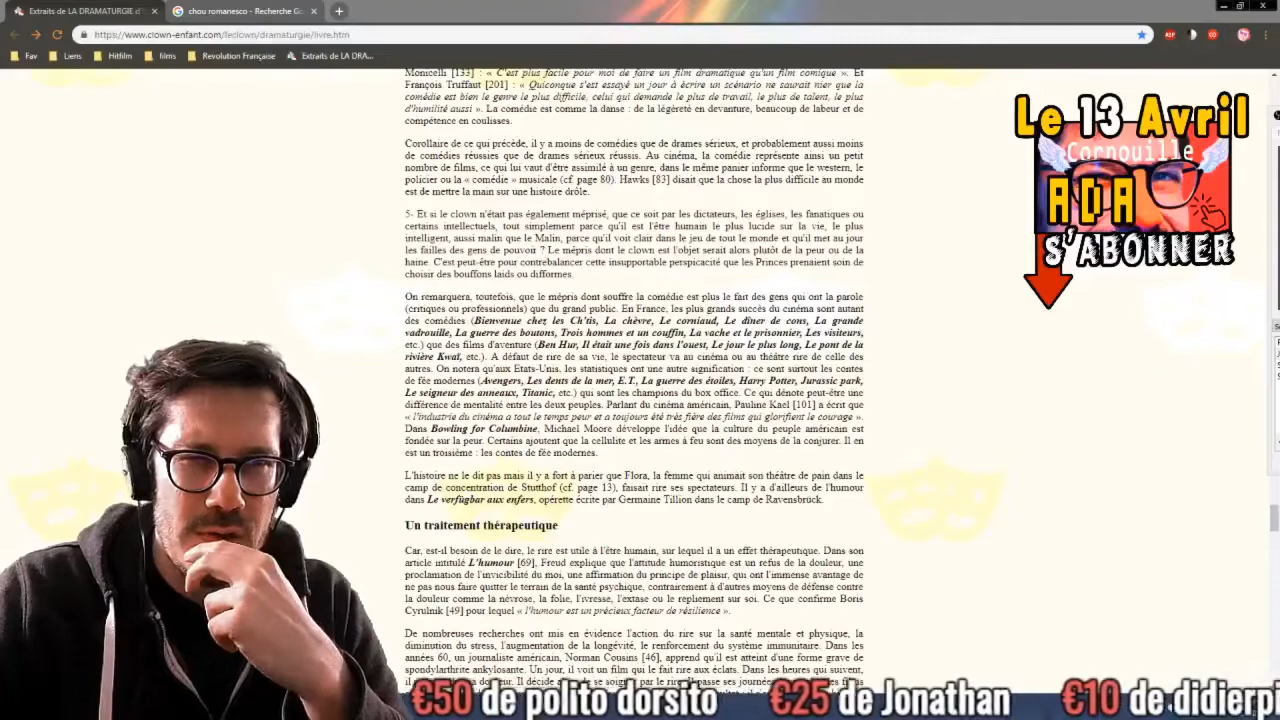 Extraits de LA DRAMATURGIE d'
chou romanesco - Recherche Go
https://www.clown-enfant.com/leclown/dramaturgie/livre.htm
Fav
Liens
Hitfilm
films
Revolution Française
Extraits de LA DRA...
Monicelli [133] : « C'est plus facile pour moi de faire un film dramatique qu'un film comique ». Et
François Truffaut [201] : « Quiconque s'est essayé un jour à écrire un scénario ne saurait nier que la
comédie est bien le genre le plus difficile, celui qui demande le plus de travail, le plus de talent, le plus
d'humilité aussi ». La comédie est comme la danse : de la légèreté en devanture, beaucoup de labeur et de
compétence en coulisses.
Corollaire de ce qui précède, il y a moins de comédies que de drames sérieux, et probablement aussi moins
de comédies réussies que de drames sérieux réussis. Au cinéma, la comédie représente ainsi un petit
nombre de films, ce qui lui vaut d'être assimilé à un genre, dans le même panier informe que le western, le
policier ou la « comédie » musicale (cf. page 80). Hawks [83] disait que la chose la plus difficile au monde
est de mettre la main sur une histoire drôle.
5- Et si le clown n'était pas également méprisé, que ce soit par les dictateurs, les églises, les fanatiques ou
certains intellectuels, tout simplement parce qu'il est l'être humain le plus lucide sur la vie, le plus
intelligent, aussi malin que le Malin, parce qu'il voit clair dans le jeu de tout le monde et qu'il met au jour
les failles des gens de pouvoir ? Le mépris dont le clown est l'objet serait alors plutôt de la peur ou de la
haine. C'est peut-être pour contrebalancer cette insupportable perspicacité que les Princes prenaient soin de
choisir des bouffons laids ou difformes.
On remarquera, toutefois, que le mépris dont souffre la comédie est plus le fait des gens qui ont la parole
(critiques ou professionnels) que du grand public. En France, les plus grands succès du cinéma sont autant
des comédies (Bienvenue chez les Ch'tis, La chèvre, Le corniaud, Le dîner de cons, La grande
vadrouille, La guerre des boutons, Trois hommes et un couffin, La vache et le prisonnier, Les visiteurs,
etc.) que des films d'aventure (Ben Hur, Il était une fois dans l'ouest, Le jour le plus long, Le pont de la
rivière Kwaï, etc.). A défaut de rire de sa vie, le spectateur va au cinéma ou au théâtre rire de celle des
autres. On notera qu'aux Etats-Unis, les statistiques ont une autre signification : ce sont surtout les contes
de fée modernes (Avengers, Les dents de la mer, E.T., La guerre des étoiles, Harry Potter, Jurassic park,
Le seigneur des anneaux, Titanic, etc.) qui sont les champions du box office. Ce qui dénote peut-être une
différence de mentalité entre les deux peuples. Parlant du cinéma américain, Pauline Kael [101] a écrit que
« l'industrie du cinéma a tout le temps peur et a toujours été très fière des films qui glorifient le courage ».
Dans Bowling for Columbine, Michael Moore développe l'idée que la culture du peuple américain est
fondée sur la peur. Certains ajoutent que la cellulite et les armes à feu sont des moyens de la conjurer. Il en
est un troisième : les contes de fée modernes.
L'histoire ne le dit pas mais il y a fort à parier que Flora, la femme qui animait son théâtre de pain dans le
camp de concentration de Stutthof (cf. page 13), faisait rire ses spectateurs. Il y a d'ailleurs de l'humour
dans Le verfügbar aux enfers, opérette écrite par Germaine Tillion dans le camp de Ravensbrück.
Un traitement thérapeutique
Car, est-il besoin de le dire, le rire est utile à l'être humain, sur lequel il a un effet thérapeutique. Dans son
article intitulé L'humour [69], Freud explique que l'attitude humoristique est un refus de la douleur, une
proclamation de l'invicibilité du moi, une affirmation du principe de plaisir, qui ont l'immense avantage de
ne pas nous faire quitter le terrain de la santé psychique, contrairement à d'autres moyens de défense contre
la douleur comme la névrose, la folie, l'ivresse, l'extase ou le repliement sur soi. Ce que confirme Boris
Cyrulnik [49] pour lequel « l'humour est un précieux facteur de résilience ».
De nombreuses recherches ont mis en évidence l'action du rire sur la santé mentale et physique, la
diminution du stress, l'augmentation de la longévité, le renforcement du système immunitaire. Dans les
années 60, un journaliste américain, Norman Cousins [46], apprend qu'il est atteint d'une forme grave de
spondylarthrite ankylosante. Un jour, il voit un film qui le fait rire aux éclats. Dans les heures qui suivent,
Le 13 Avril
Cornouille
ADA
S'ABONNER
€50 de polito dorsito €25 de Jonathan €10 de didierpi